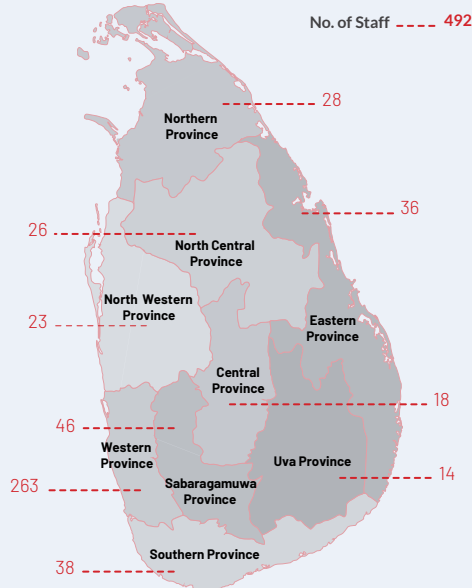 No. of Staff 492
28
Northern
Province
36
26
North Central
Province
North Western
Province
23
Eastern
Province
Central
Province
18
46
Western
Province
Uva Province
14
Sabaragamuwa
Province
263
Southern Province
38